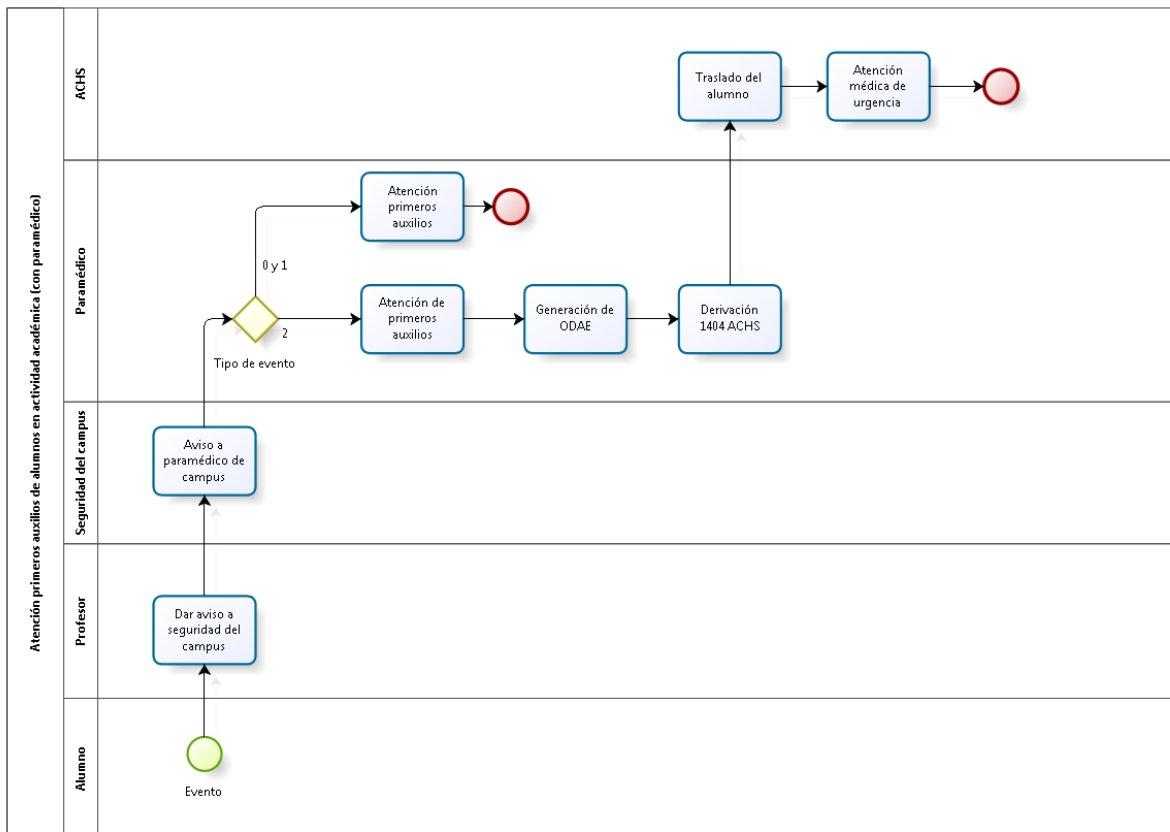 Atención primeros auxilios de alumnos en actividad académica (con paramédico)
ACHS
Traslado del
alumno
Atención
médica de
urgencia
Paramédico
Atención
primeros
auxilios
0 y 1
Tipo de evento
2
Atención de
primeros
auxilios
Generación de
ODAE
Derivación
1404 ACHS
Seguridad del campus
Aviso a
paramédico de
campus
Profesor
Dar aviso a
seguridad del
campus
Alumno
Evento